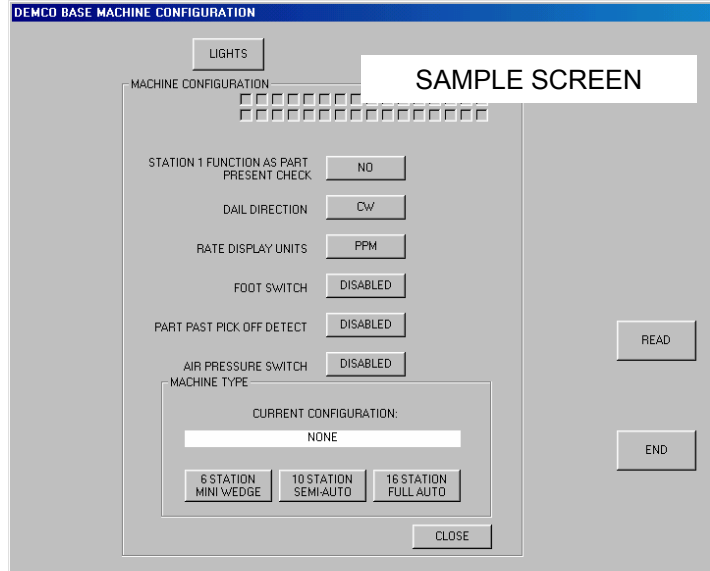 DEMCO BASE MACHINE CONFIGURATION
LIGHTS
SAMPLE SCREEN
MACHINE CONFIGURATION
STATION 1 FUNCTION AS PART
PRESENT CHECK
NO
DAIL DIRECTION
CW
RATE DISPLAY UNITS
PPM
FOOT SWITCH
DISABLED
PART PAST PICK OFF DETECT
DISABLED
READ
AIR PRESSURE SWITCH
DISABLED
MACHINE TYPE
CURRENT CONFIGURATION:
NONE
END
6 STATION
MINI WEDGE
10 STATION
SEMI-AUTO
16 STATION
FULL AUTO
CLOSE